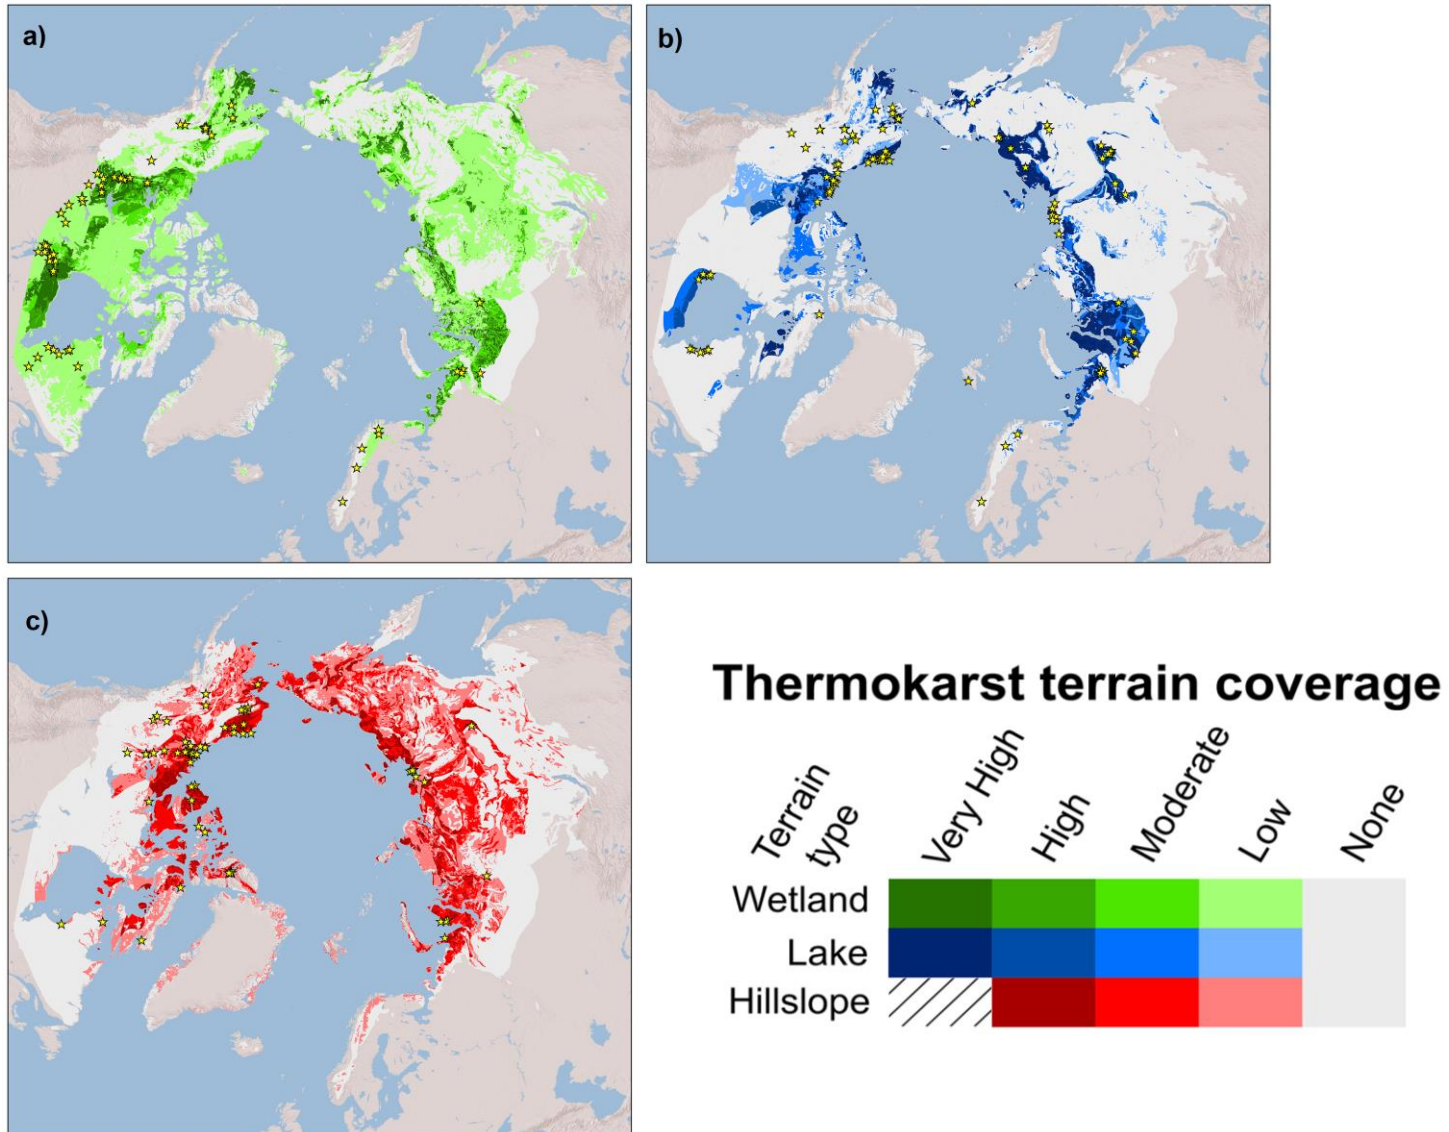 a)
b)
c)
Thermokarst terrain coverage
Terrain
type
Very High
High
Moderate
Low
None
Wetland
Lake
Hillslope